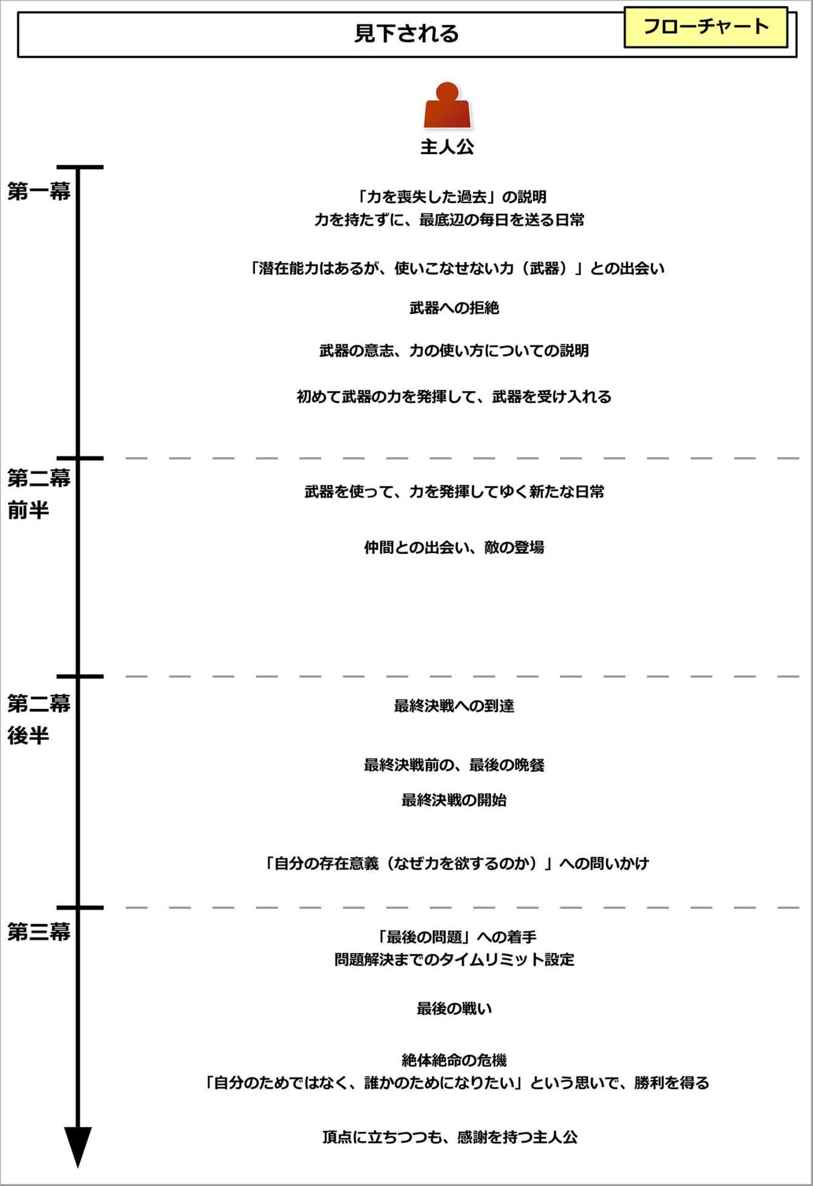 見下される
フローチャート
主人公
第一幕
「力を喪失した過去」の説明
力を持たずに、最底辺の毎日を送る日常
「潜在能力はあるが、使いこなせない力（武器）」との出会い
武器への拒絶
武器の意志、力の使い方についての説明
初めて武器の力を発揮して、武器を受け入れる
第二幕
前半
武器を使って、力を発揮してゆく新たな日常
仲間との出会い、敵の登場
第二幕
後半
最終決戦への到達
最終決戦前の、最後の晩餐
最終決戦の開始
「自分の存在意義（なぜ力を欲するのか）」への問いかけ
第三幕
「最後の問題」への着手
問題解決までのタイムリミット設定
最後の戦い
絶体絶命の危機
「自分のためではなく、誰かのためになりたい」という思いで、勝利を得る
頂点に立ちつつも、感謝を持つ主人公